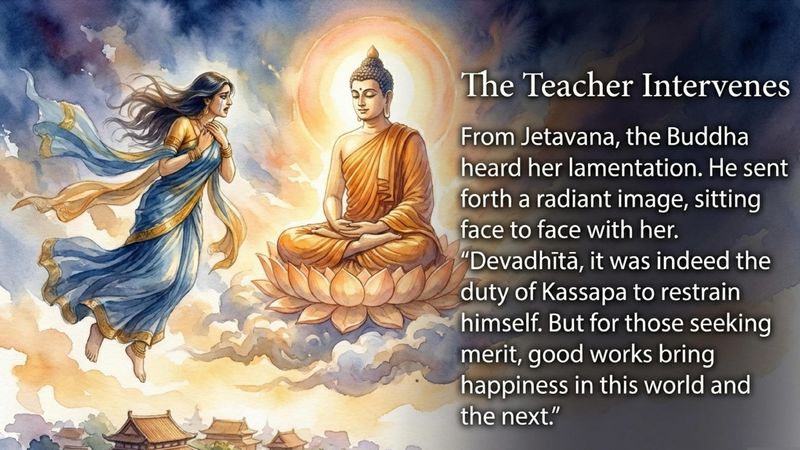 The Teacher Intervenes
From Jetavana, the Buddha
heard her lamentation. He sent
forth a radiant image, sitting
face to face with her.
“Devadhītā, it was indeed the
duty of Kassapa to restrain
himself. But for those seeking
merit, good works bring
happiness in this world and
the next.”